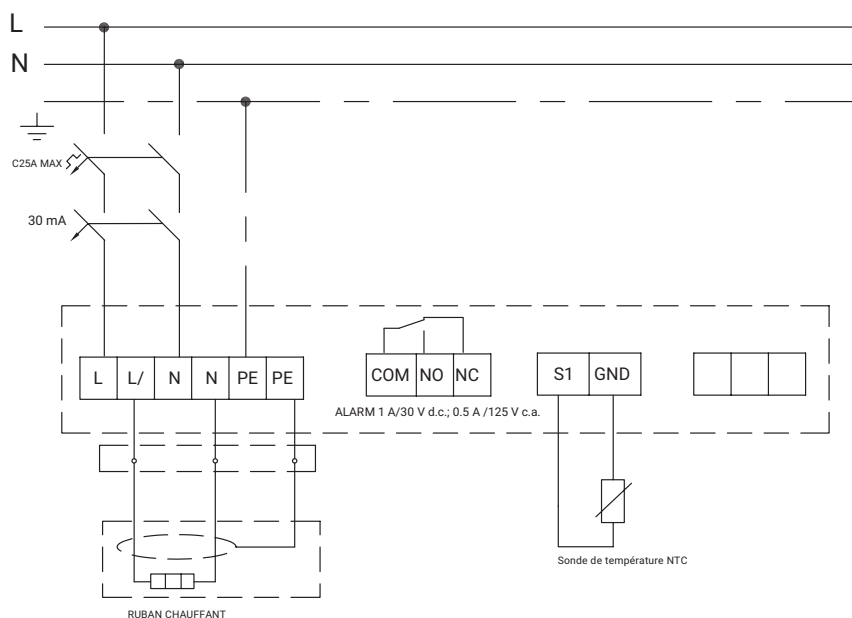 L
N
C25A MAX
30 mA
L L/ N N PE PE
COM NO NC
S1 GND
ALARM 1 A/30 V d.c.; 0.5 A /125 V c.a.
Sonde de température NTC
RUBAN CHAUFFANT